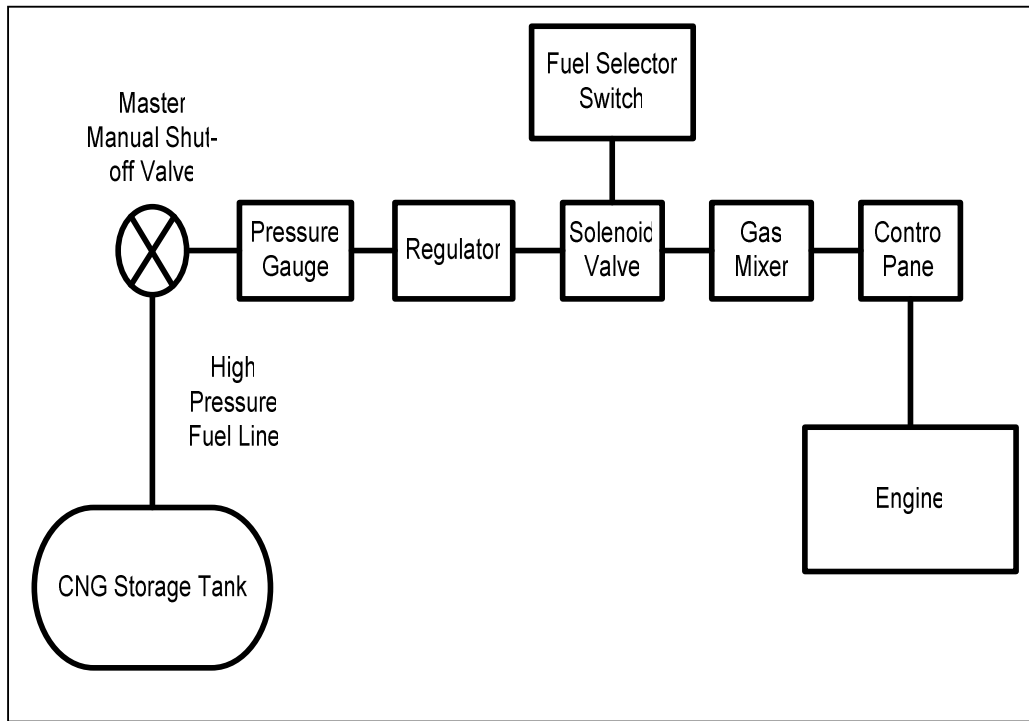 Fuel Selector
Switch
Master
Manual Shut-
off Valve
Pressure
Gauge
Regulator
Solenoid
Valve
Gas
Mixer
Contro
Pane
High
Pressure
Fuel Line
Engine
CNG Storage Tank